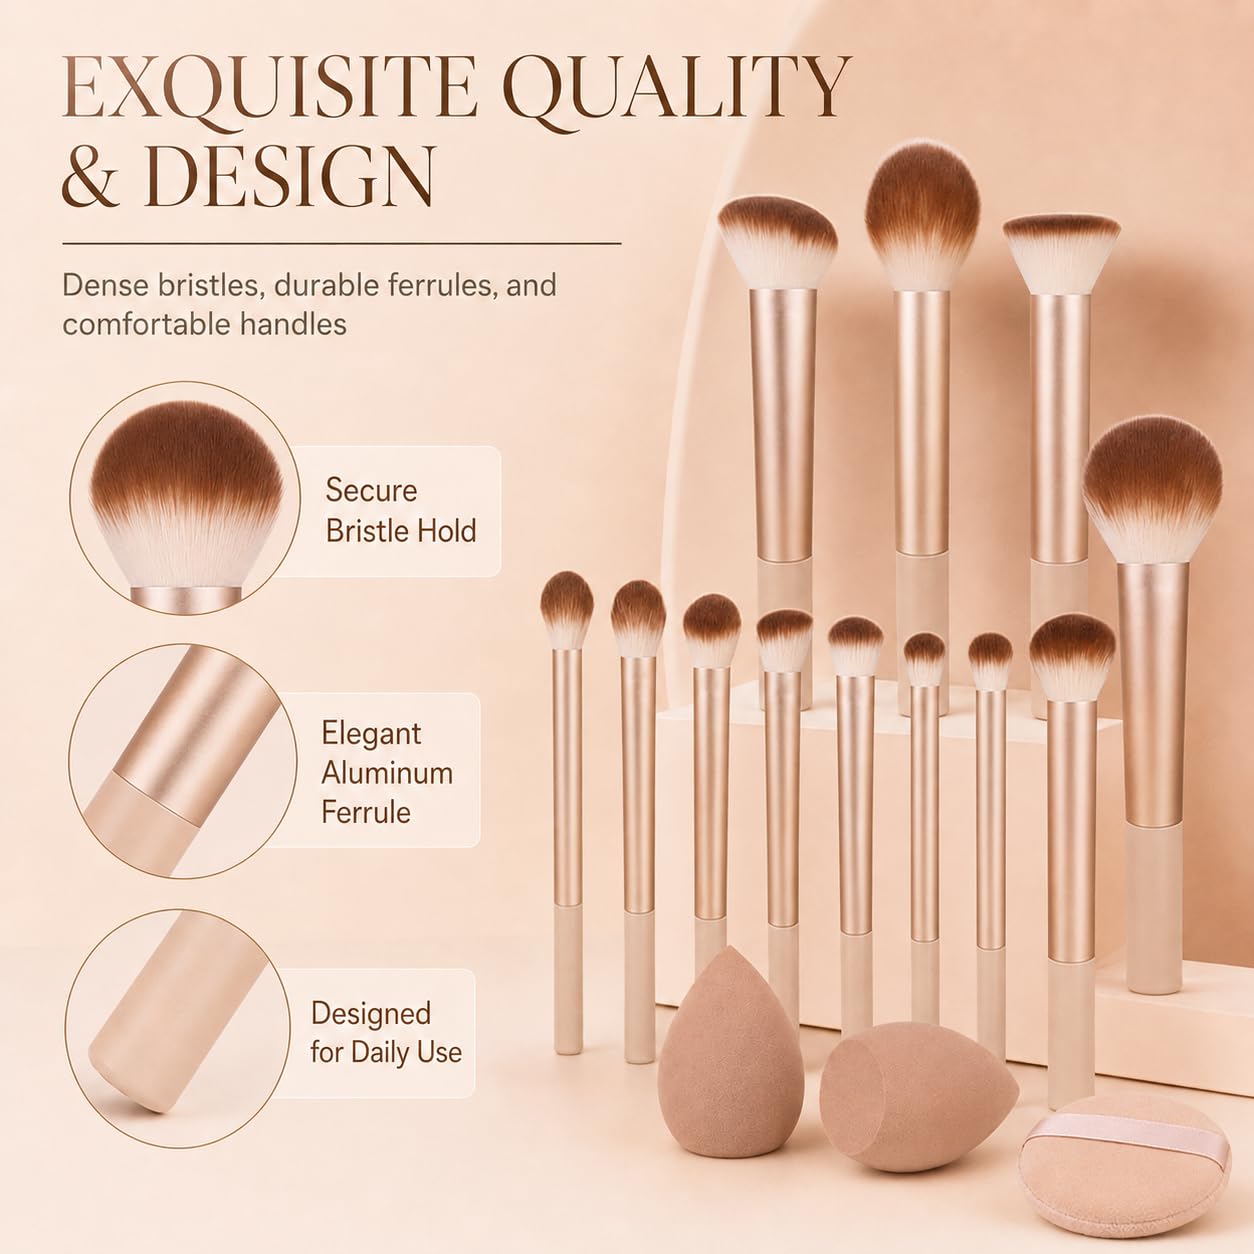 EXQUISITE QUALITY
& DESIGN
Dense bristles, durable ferrules, and
comfortable handles
Secure
Bristle Hold
Elegant
Aluminum
Ferrule
Designed
for Daily Use